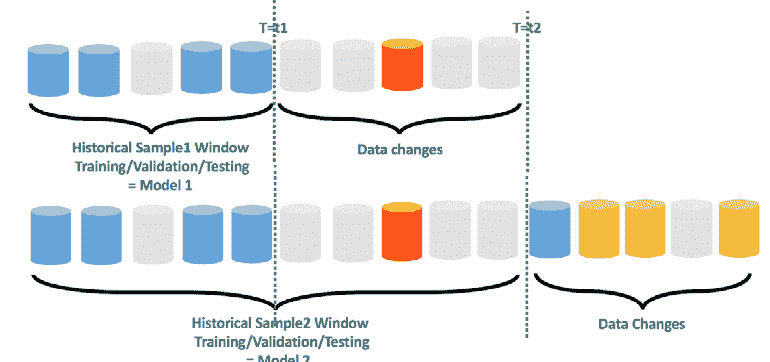 T=t1
T=t2
Historical Sample1 Window
Training/Validation/Testing
= Model 1
Data changes
Historical Sample2 Window
Training/Validation/Testing
= Model 2
Data Changes